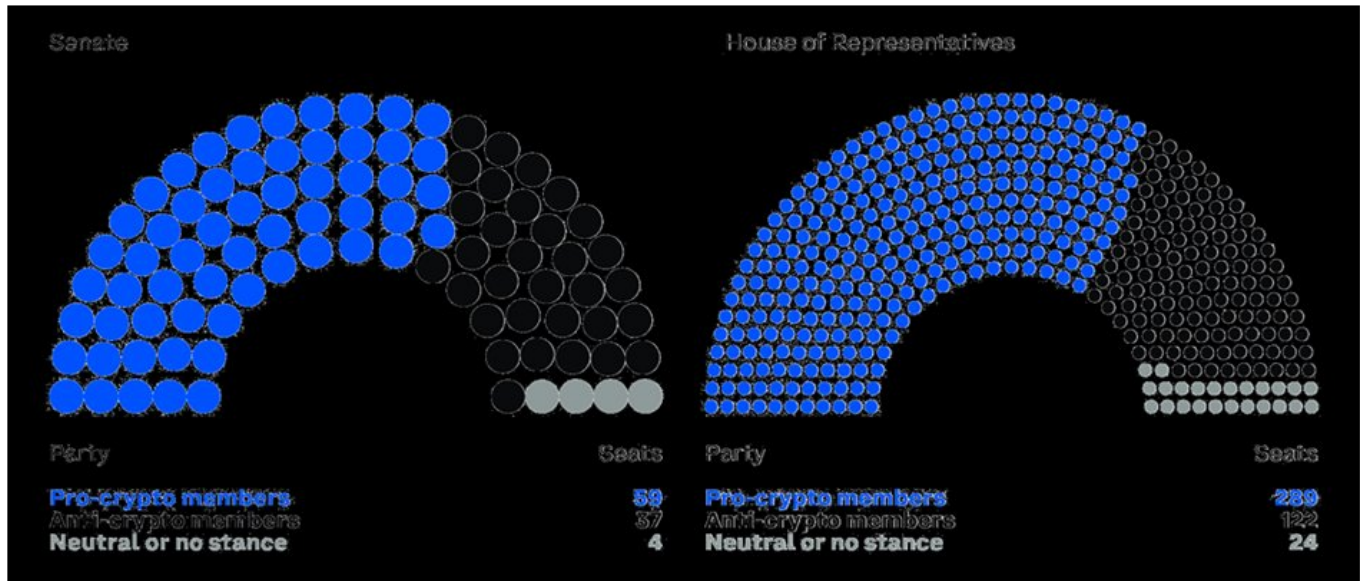 Senate
House of Representatives
Party Seats
Pro-crypto members 59
Anti-crypto members 37
Neutral or no stance 4
Party Seats
Pro-crypto members 289
Anti-crypto members 122
Neutral or no stance 24